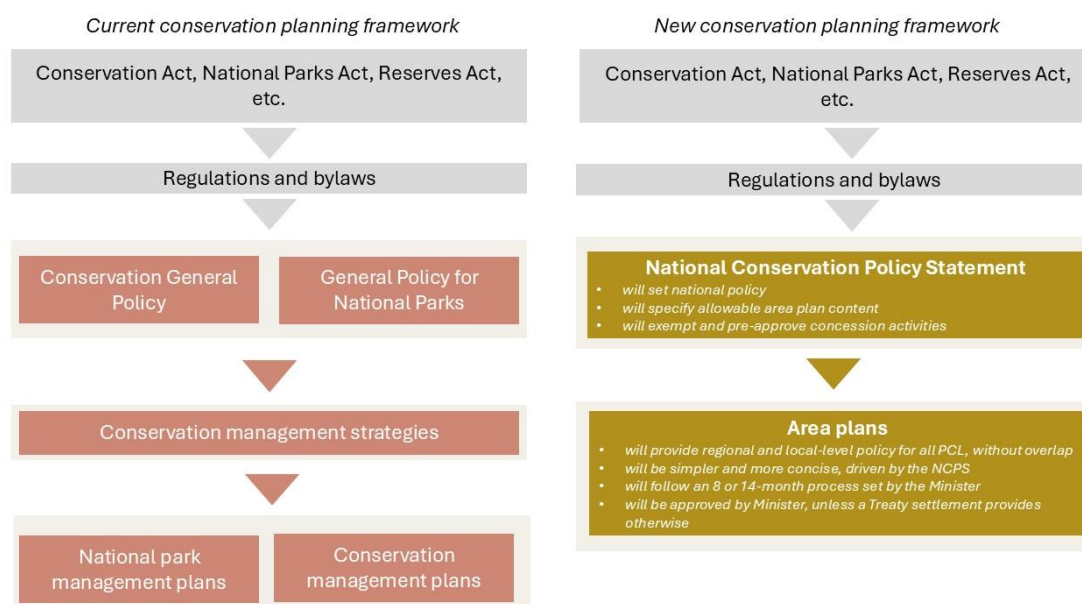 Current conservation planning framework
Conservation Act, National Parks Act, Reserves Act,
etc.
Regulations and bylaws
Conservation General
Policy
General Policy for
National Parks
Conservation management strategies
National park
management plans
Conservation
management plans
New conservation planning framework
Conservation Act, National Parks Act, Reserves Act,
etc.
Regulations and bylaws
National Conservation Policy Statement
• will set national policy
• will specify allowable area plan content
• will exempt and pre-approve concession activities
Area plans
• will provide regional and local-level policy for all PCL, without overlap
• will be simpler and more concise, driven by the NCPS
• will follow an 8 or 14-month process set by the Minister
• will be approved by Minister, unless a Treaty settlement provides
otherwise